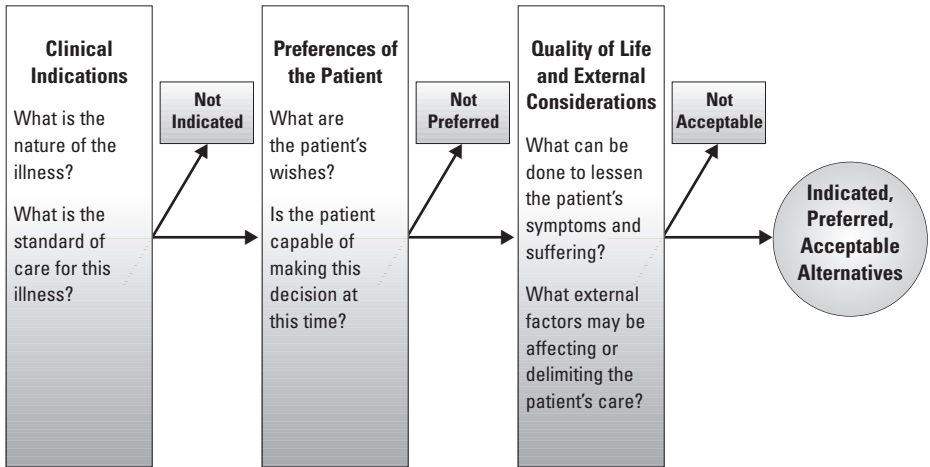 Clinical
Indications
What is the
nature of the
illness?
What is the
standard of
care for this
illness?
Not
Indicated
Preferences of
the Patient
What are
the patient's
wishes?
Is the patient
capable of
making this
decision at
this time?
Not
Preferred
Quality of Life
and External
Considerations
What can be
done to lessen
the patient's
symptoms and
suffering?
What external
factors may be
affecting or
delimiting the
patient's care?
Not
Acceptable
Indicated,
Preferred,
Acceptable
Alternatives